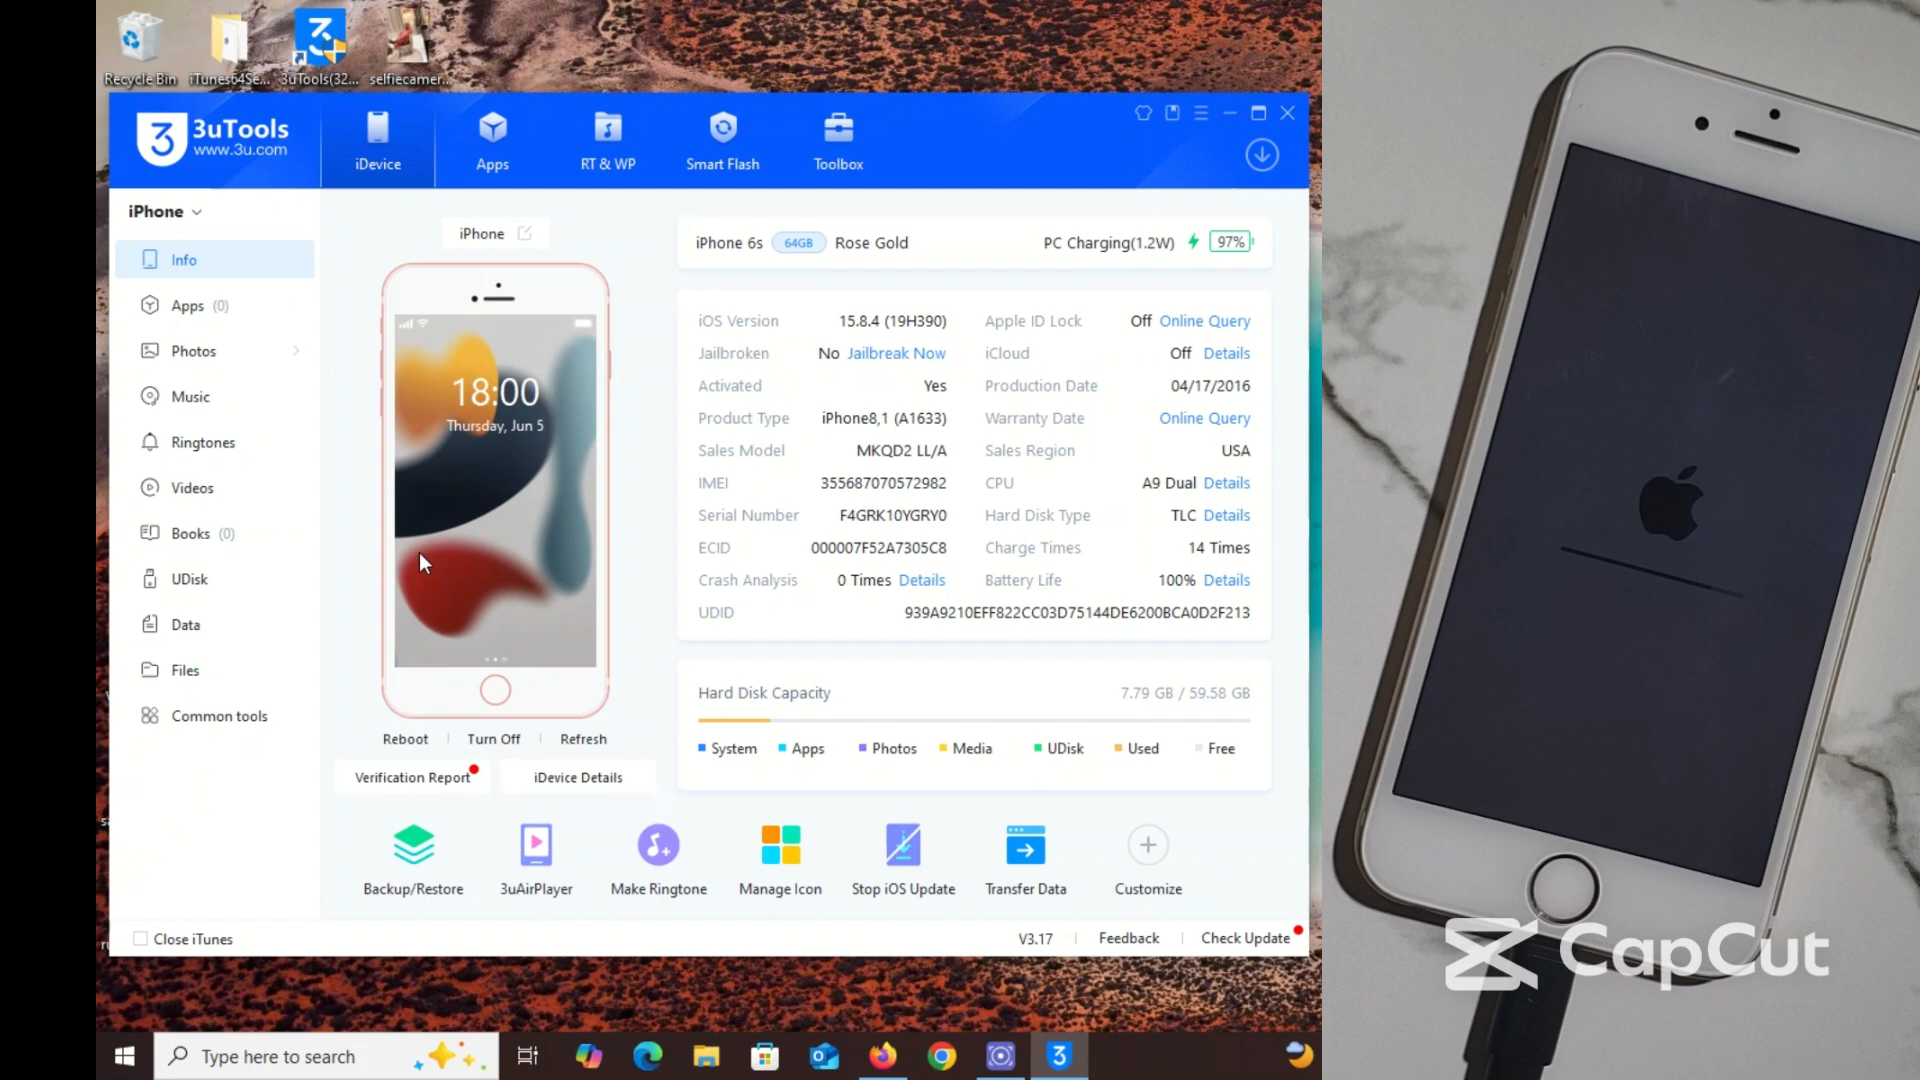 Recycle Bin
iTunes64Se...
3uTools(32...
selfiecamer...
3uTools
www.3u.com
iDevice
Apps
RT & WP
Smart Flash
Toolbox
iPhone
Info
Apps (0)
Photos
Music
Ringtones
Videos
Books (0)
UDisk
Data
Files
Common tools
iPhone
18:00
Thursday, Jun 5
Reboot
Turn Off
Refresh
Verification Report
iDevice Details
iPhone 6s 64GB Rose Gold
PC Charging(1.2W) 97%
iOS Version 15.8.4 (19H390) Apple ID Lock Off Online Query
Jailbroken No Jailbreak Now iCloud Off Details
Activated Yes Production Date 04/17/2016
Product Type iPhone8,1 (A1633) Warranty Date Online Query
Sales Model MKQD2 LL/A Sales Region USA
IMEI 355687070572982 CPU A9 Dual Details
Serial Number F4GRK10YGRY0 Hard Disk Type TLC Details
ECID 000007F52A7305C8 Charge Times 14 Times
Crash Analysis 0 Times Details Battery Life 100% Details
UDID 939A9210EFF822CC03D75144DE6200BCA0D2F213
Hard Disk Capacity 7.79 GB / 59.58 GB
System Apps Photos Media UDisk Used Free
Backup/Restore
3uAirPlayer
Make Ringtone
Manage Icon
Stop iOS Update
Transfer Data
Customize
Close iTunes
V3.17
Feedback
Check Update
Type here to search
CapCut